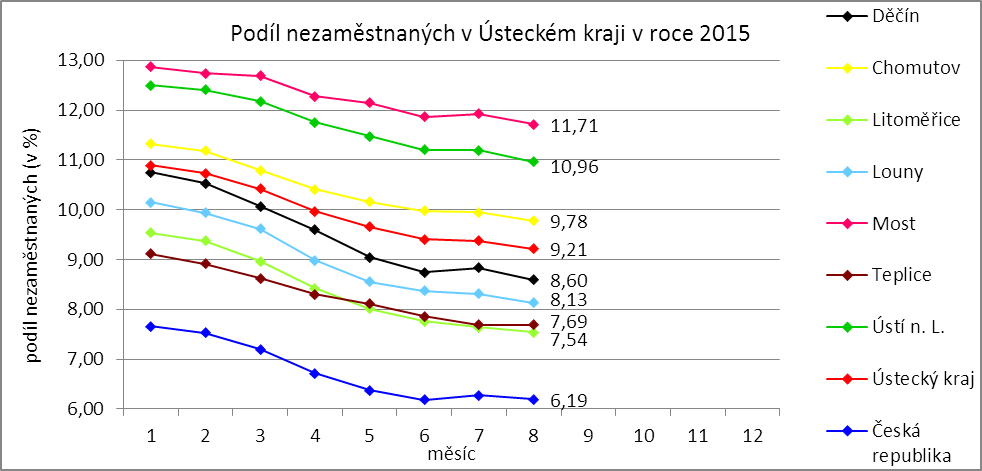 Podíl nezaměstnaných v Ústeckém kraji v roce 2015
podíl nezaměstnaných (v %)
13,00
12,00
11,00
10,00
9,00
8,00
7,00
6,00
11,71
10,96
9,78
9,21
8,60
8,13
7,69
7,54
6,19
1 2 3 4 5 6 7 8 9 10 11 12
měsíc
Děčín
Chomutov
Litoměřice
Louny
Most
Teplice
Ústí n. L.
Ústecký kraj
Česká
republika